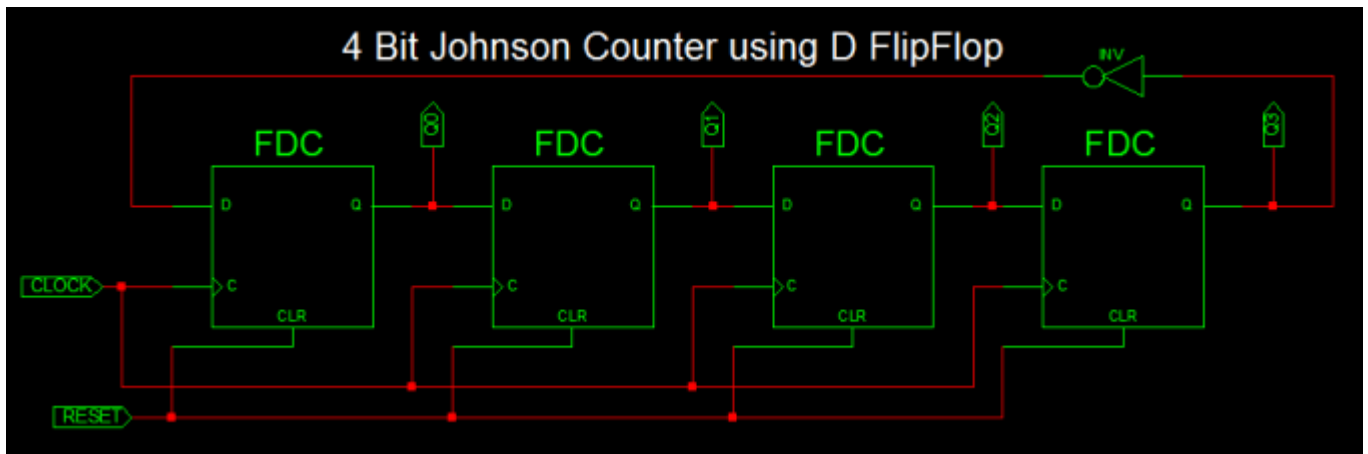 4 Bit Johnson Counter using D FlipFlop
INV
Q0 Q1 Q2 Q3
FDC FDC FDC FDC
D Q D Q D Q D Q
CLOCK C C C C
CLR CLR CLR CLR
RESET